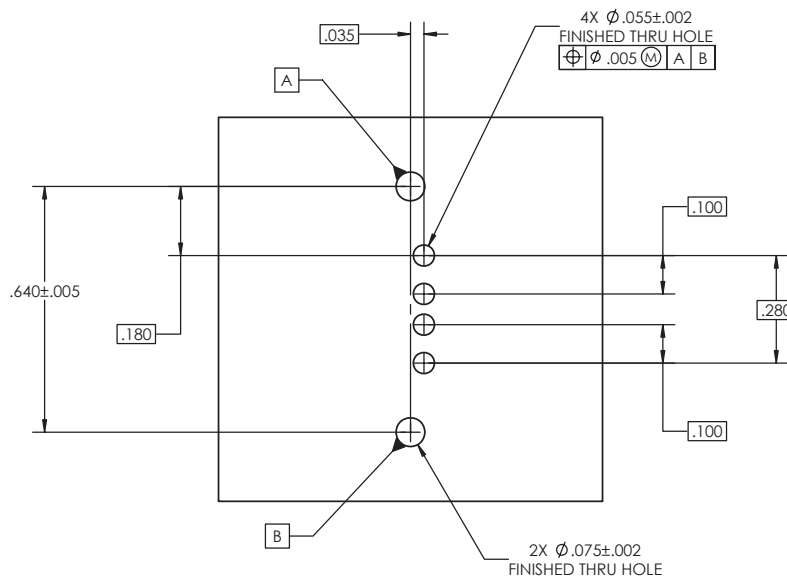 4X Ø .055±.002
FINISHED THRU HOLE
⌖ Ø .005 Ⓜ A B
.035
A
.100
.640±.005
.280
.180
.100
B
2X Ø .075±.002
FINISHED THRU HOLE